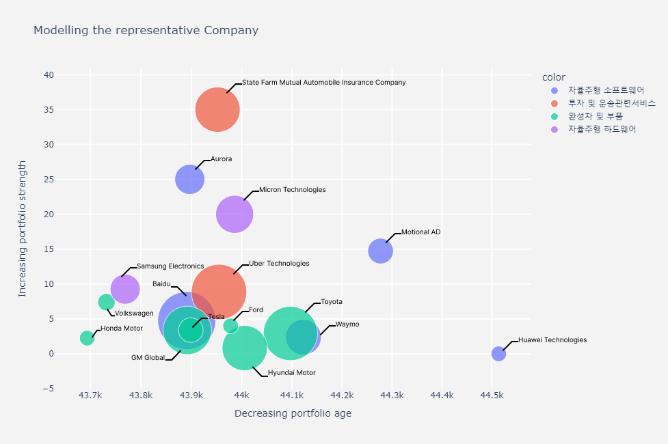 Modelling the representative Company
color
자율주행 소프트웨어
투자 및 운송관련서비스
완성차 및 부품
자율주행 하드웨어
40
35
30
25
20
15
10
5
0
−5
Increasing portfolio strength
State Farm Mutual Automobile Insurance Company
Aurora
Micron Technologies
Motional AD
Samsung Electronics
Uber Technologies
Baidu
Volkswagen
Tesla
Ford
Toyota
Honda Motor
Waymo
GM Global
Hyundai Motor
Huawei Technologies
43.7k 43.8k 43.9k 44k 44.1k 44.2k 44.3k 44.4k 44.5k
Decreasing portfolio age